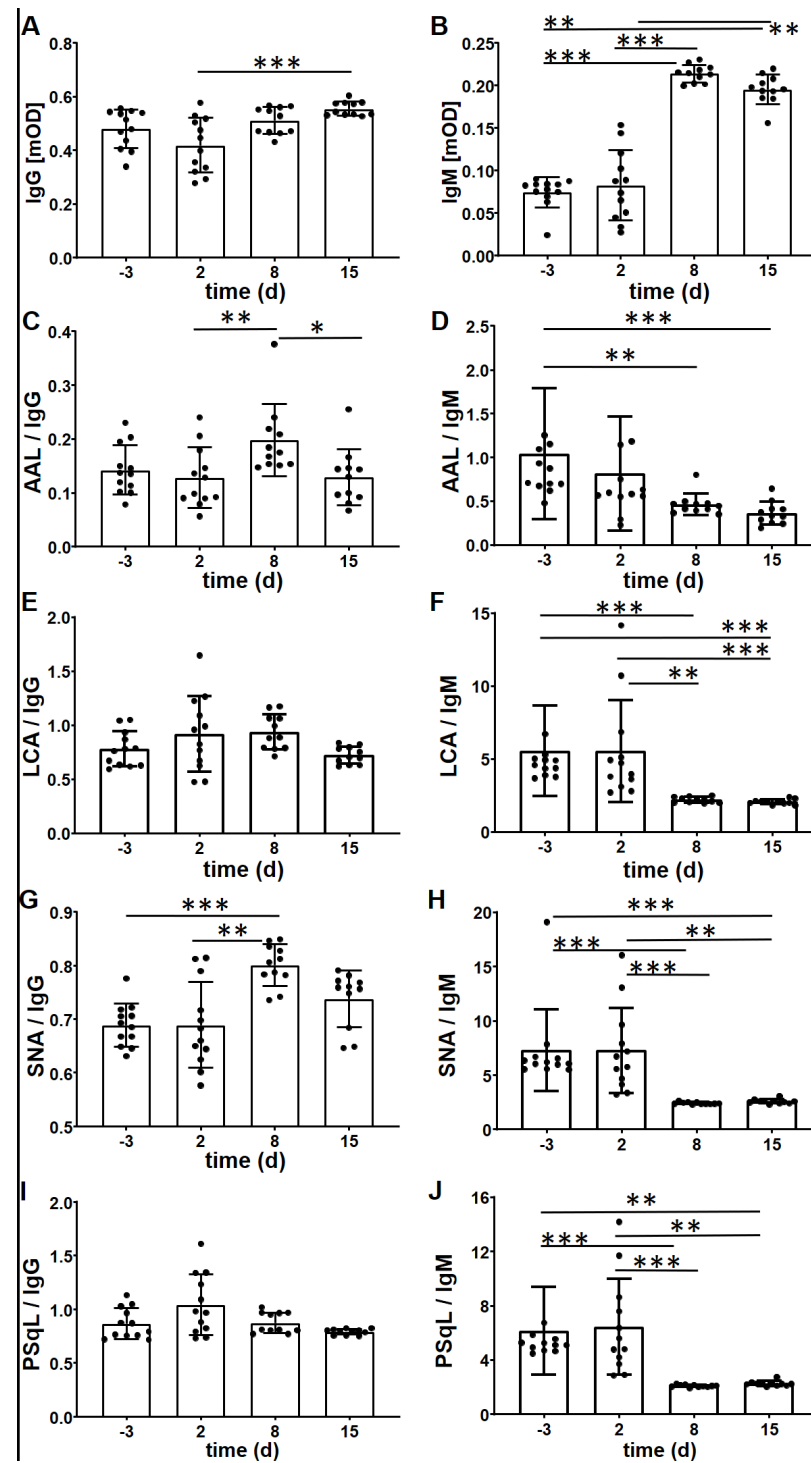 A
IgG [mOD]
0.8
0.6
0.4
0.2
0.0
***
-3 2 8 15
time (d)
B
IgM [mOD]
0.25
0.20
0.15
0.10
0.05
0.00
**
**
***
***
-3 2 8 15
time (d)
C
AAL / IgG
0.4
0.3
0.2
0.1
0.0
**
*
-3 2 8 15
time (d)
D
AAL / IgM
2.5
2.0
1.5
1.0
0.5
0.0
***
**
-3 2 8 15
time (d)
E
LCA / IgG
2.0
1.5
1.0
0.5
0.0
-3 2 8 15
time (d)
F
LCA / IgM
15
10
5
0
***
***
***
**
-3 2 8 15
time (d)
G
SNA / IgG
0.9
0.8
0.7
0.6
0.5
***
**
-3 2 8 15
time (d)
H
SNA / IgM
20
15
10
5
0
***
**
***
***
-3 2 8 15
time (d)
I
PSqL / IgG
2.0
1.5
1.0
0.5
0.0
-3 2 8 15
time (d)
J
PSqL / IgM
16
12
8
4
0
**
**
***
***
-3 2 8 15
time (d)